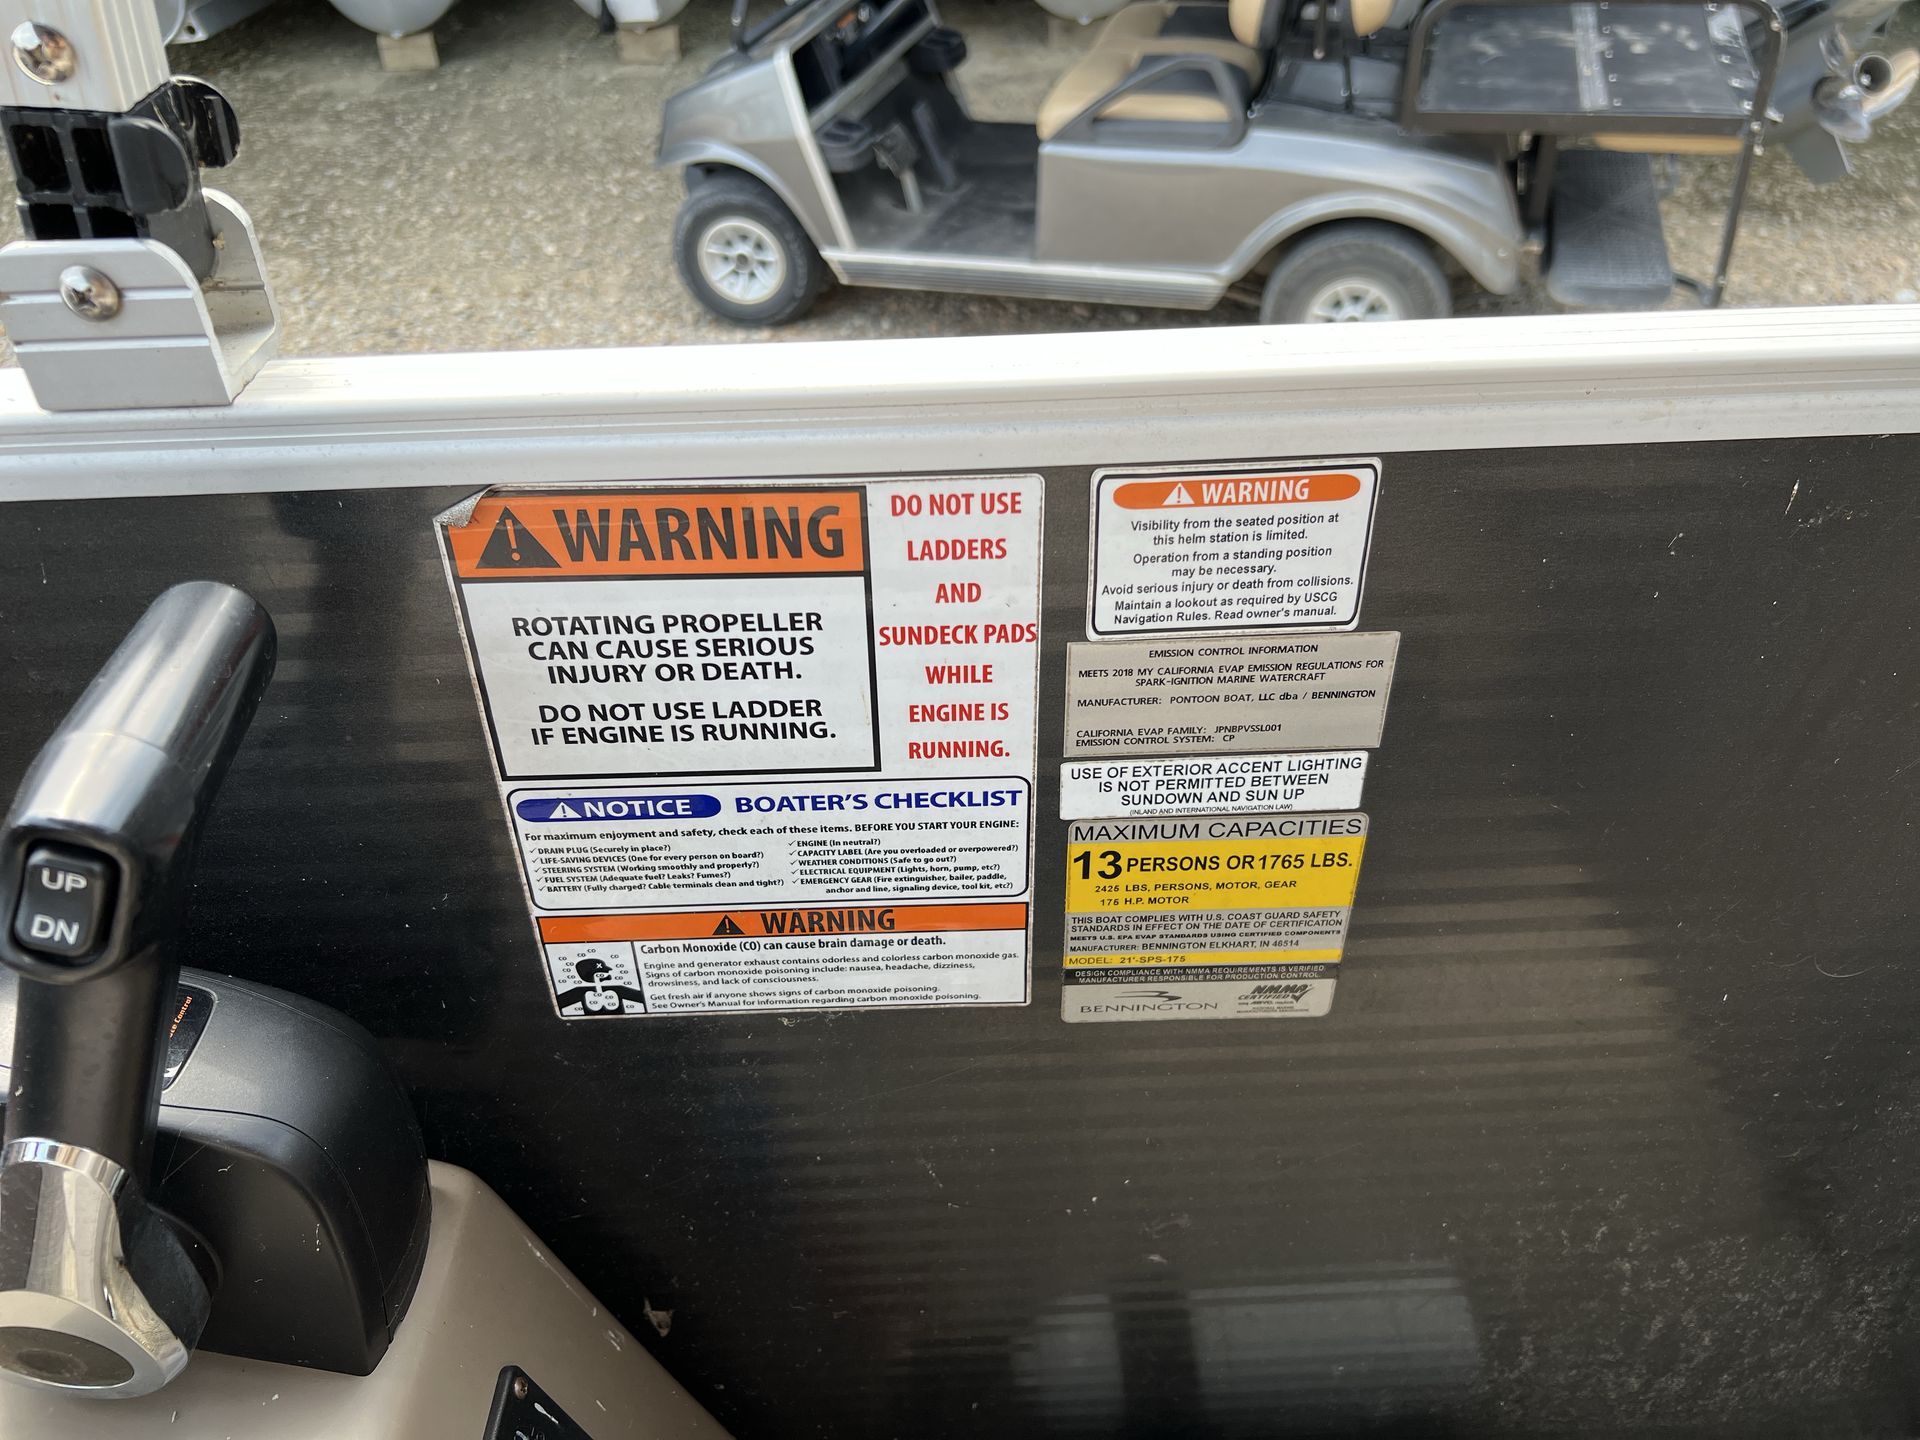 WARNING
ROTATING PROPELLER
CAN CAUSE SERIOUS
INJURY OR DEATH.
DO NOT USE LADDER
IF ENGINE IS RUNNING.
DO NOT USE
LADDERS
AND
SUNDECK PADS
WHILE
ENGINE IS
RUNNING.
NOTICE BOATER'S CHECKLIST
For maximum enjoyment and safety, check each of these items. BEFORE YOU START YOUR ENGINE:
✓ DRAIN PLUG (Securely in place?)
✓ LIFE-SAVING DEVICES (One for every person on board?)
✓ STEERING SYSTEM (Working smoothly and properly?)
✓ FUEL SYSTEM (Adequate fuel? Leaks? Fumes?)
✓ BATTERY (Fully charged? Cable terminals clean and tight?)
✓ ENGINE (In neutral?)
✓ CAPACITY LABEL (Are you overloaded or overpowered?)
✓ WEATHER CONDITIONS (Safe to go out?)
✓ ELECTRICAL EQUIPMENT (Lights, horn, pump, etc?)
✓ EMERGENCY GEAR (Fire extinguisher, bailer, paddle,
anchor and line, signaling device, tool kit, etc?)
WARNING
Carbon Monoxide (CO) can cause brain damage or death.
Engine and generator exhaust contains odorless and colorless carbon monoxide gas.
Signs of carbon monoxide poisoning include: nausea, headache, dizziness,
drowsiness, and lack of consciousness.
Get fresh air if anyone shows signs of carbon monoxide poisoning.
See Owner's Manual for information regarding carbon monoxide poisoning.
WARNING
Visibility from the seated position at
this helm station is limited.
Operation from a standing position
may be necessary.
Avoid serious injury or death from collisions.
Maintain a lookout as required by USCG
Navigation Rules. Read owner's manual.
EMISSION CONTROL INFORMATION
MEETS 2018 MY CALIFORNIA EVAP EMISSION REGULATIONS FOR
SPARK-IGNITION MARINE WATERCRAFT
MANUFACTURER: PONTOON BOAT, LLC dba / BENNINGTON
CALIFORNIA EVAP FAMILY: JPNBPVSSL001
EMISSION CONTROL SYSTEM: CP
USE OF EXTERIOR ACCENT LIGHTING
IS NOT PERMITTED BETWEEN
SUNDOWN AND SUN UP
(INLAND AND INTERNATIONAL NAVIGATION LAW)
MAXIMUM CAPACITIES
13 PERSONS OR 1765 LBS.
2425 LBS, PERSONS, MOTOR, GEAR
175 H.P. MOTOR
THIS BOAT COMPLIES WITH U.S. COAST GUARD SAFETY
STANDARDS IN EFFECT ON THE DATE OF CERTIFICATION
MEETS U.S. EPA EVAP STANDARDS USING CERTIFIED COMPONENTS
MANUFACTURER: BENNINGTON ELKHART, IN 46514
MODEL: 21'-SPS-175
DESIGN COMPLIANCE WITH NMMA REQUIREMENTS IS VERIFIED.
MANUFACTURER RESPONSIBLE FOR PRODUCTION CONTROL.
BENNINGTON
NMMA
CERTIFIED
UP
DN
Control